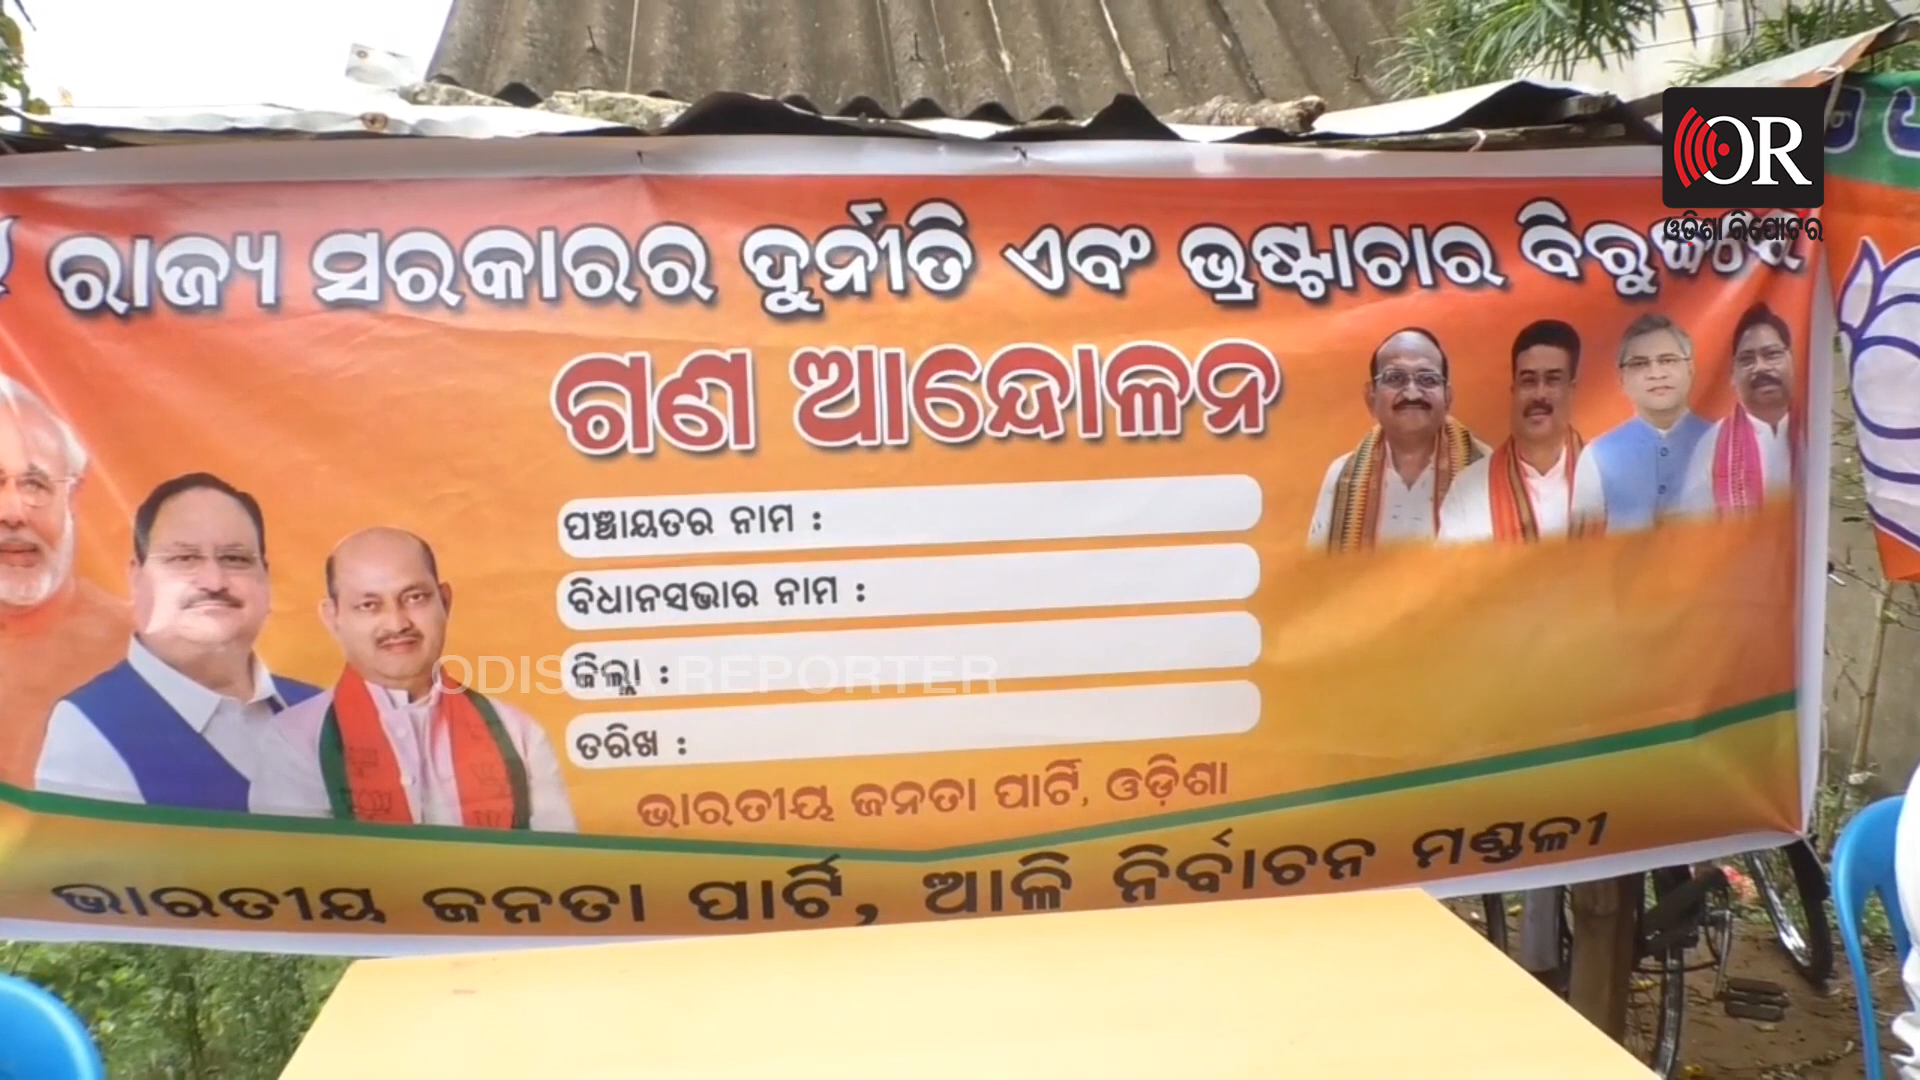 ରାଜ୍ୟ ସରକାରର ଦୁର୍ନୀତି ଏବଂ ଭ୍ରଷ୍ଟାଚାର ବିରୁଦ୍ଧରେ
ଗଣ ଆନ୍ଦୋଳନ
ପଞ୍ଚାୟତର ନାମ :
ବିଧାନସଭାର ନାମ :
ଜିଲ୍ଲା :
ତାରିଖ :
ଭାରତୀୟ ଜନତା ପାର୍ଟି, ଓଡ଼ିଶା
ଭାରତୀୟ ଜନତା ପାର୍ଟି, ଆଳି ନିର୍ବାଚନ ମଣ୍ଡଳୀ
OR
ଓଡିଶା ରିପୋଟର
ODISHA REPORTER